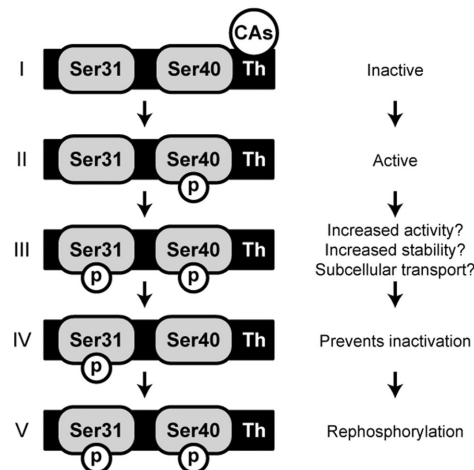 CAs
I Ser31 Ser40 Th Inactive
II Ser31 Ser40 Th Active
p
III Ser31 Ser40 Th Increased activity?
Increased stability?
Subcellular transport?
p p
IV Ser31 Ser40 Th Prevents inactivation
p
V Ser31 Ser40 Th Rephosphorylation
p p